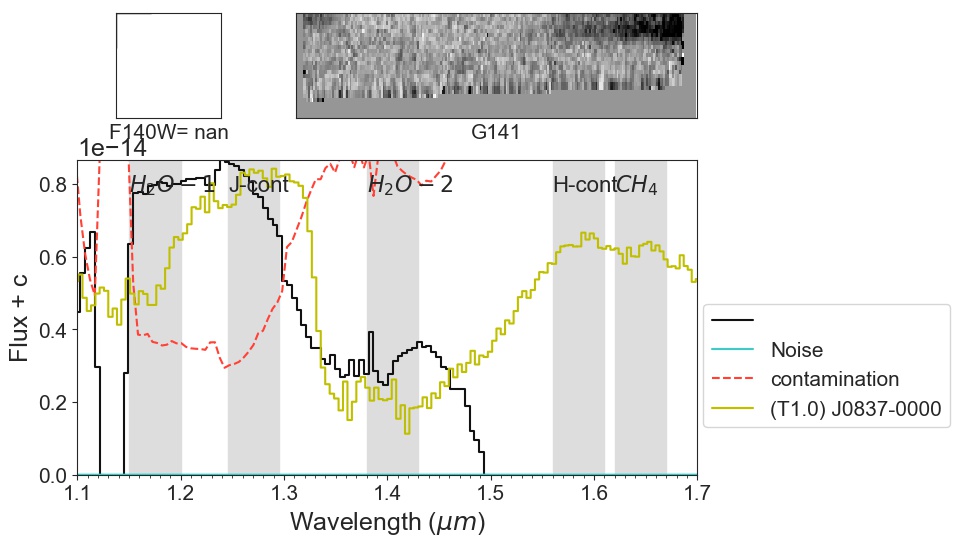 F140W= nan
G141
1e−14
H₂O − 1
J-cont
H₂O − 2
H-cont
CH₄
0.8
0.6
0.4
0.2
0.0
Flux + c
1.1
1.2
1.3
1.4
1.5
1.6
1.7
Wavelength (μm)
Noise
contamination
(T1.0) J0837-0000